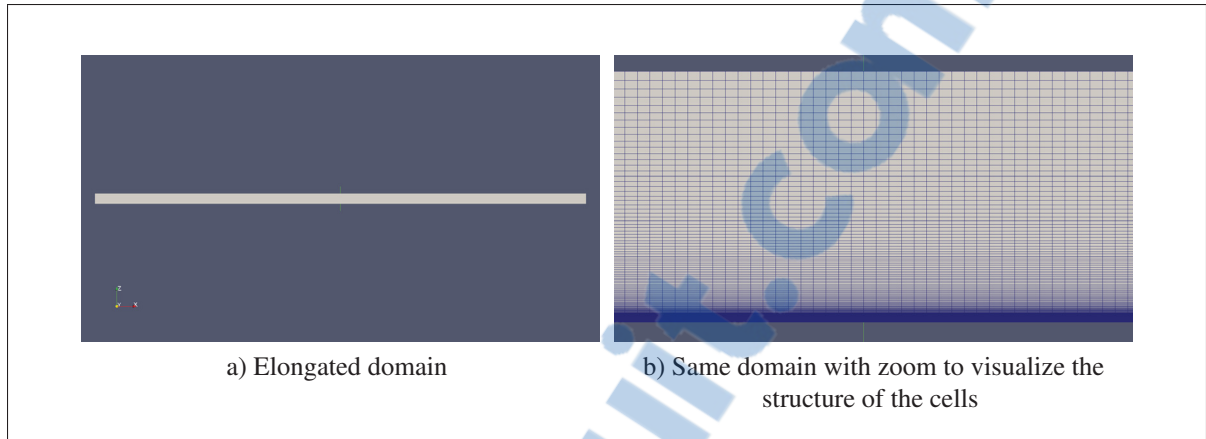 a) Elongated domain
b) Same domain with zoom to visualize the
structure of the cells